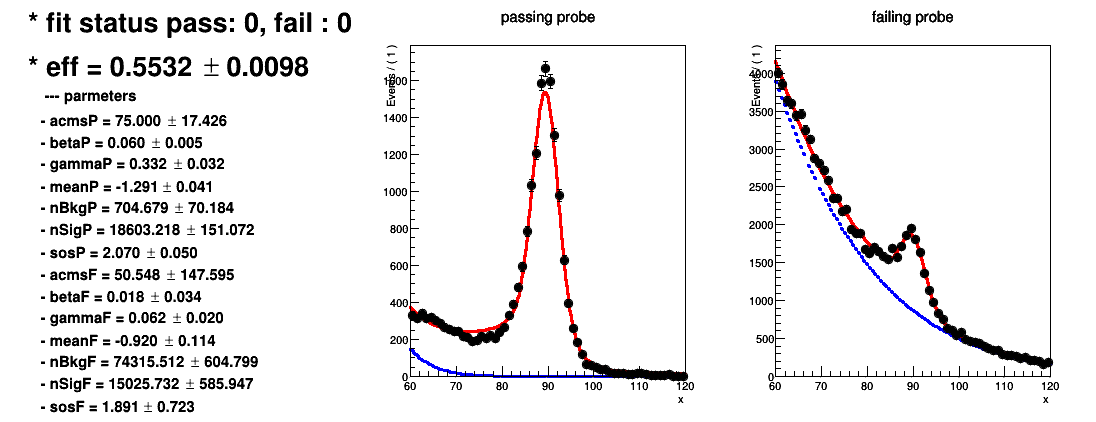 * fit status pass: 0, fail : 0
* eff = 0.5532 ± 0.0098
--- parmeters
- acmsP = 75.000 ± 17.426
- betaP = 0.060 ± 0.005
- gammaP = 0.332 ± 0.032
- meanP = -1.291 ± 0.041
- nBkgP = 704.679 ± 70.184
- nSigP = 18603.218 ± 151.072
- sosP = 2.070 ± 0.050
- acmsF = 50.548 ± 147.595
- betaF = 0.018 ± 0.034
- gammaF = 0.062 ± 0.020
- meanF = -0.920 ± 0.114
- nBkgF = 74315.512 ± 604.799
- nSigF = 15025.732 ± 585.947
- sosF = 1.891 ± 0.723
passing probe
Events / ( 1 )
1600
1400
1200
1000
800
600
400
200
0
60 70 80 90 100 110 120
x
failing probe
Events / ( 1 )
4000
3500
3000
2500
2000
1500
1000
500
0
60 70 80 90 100 110 120
x